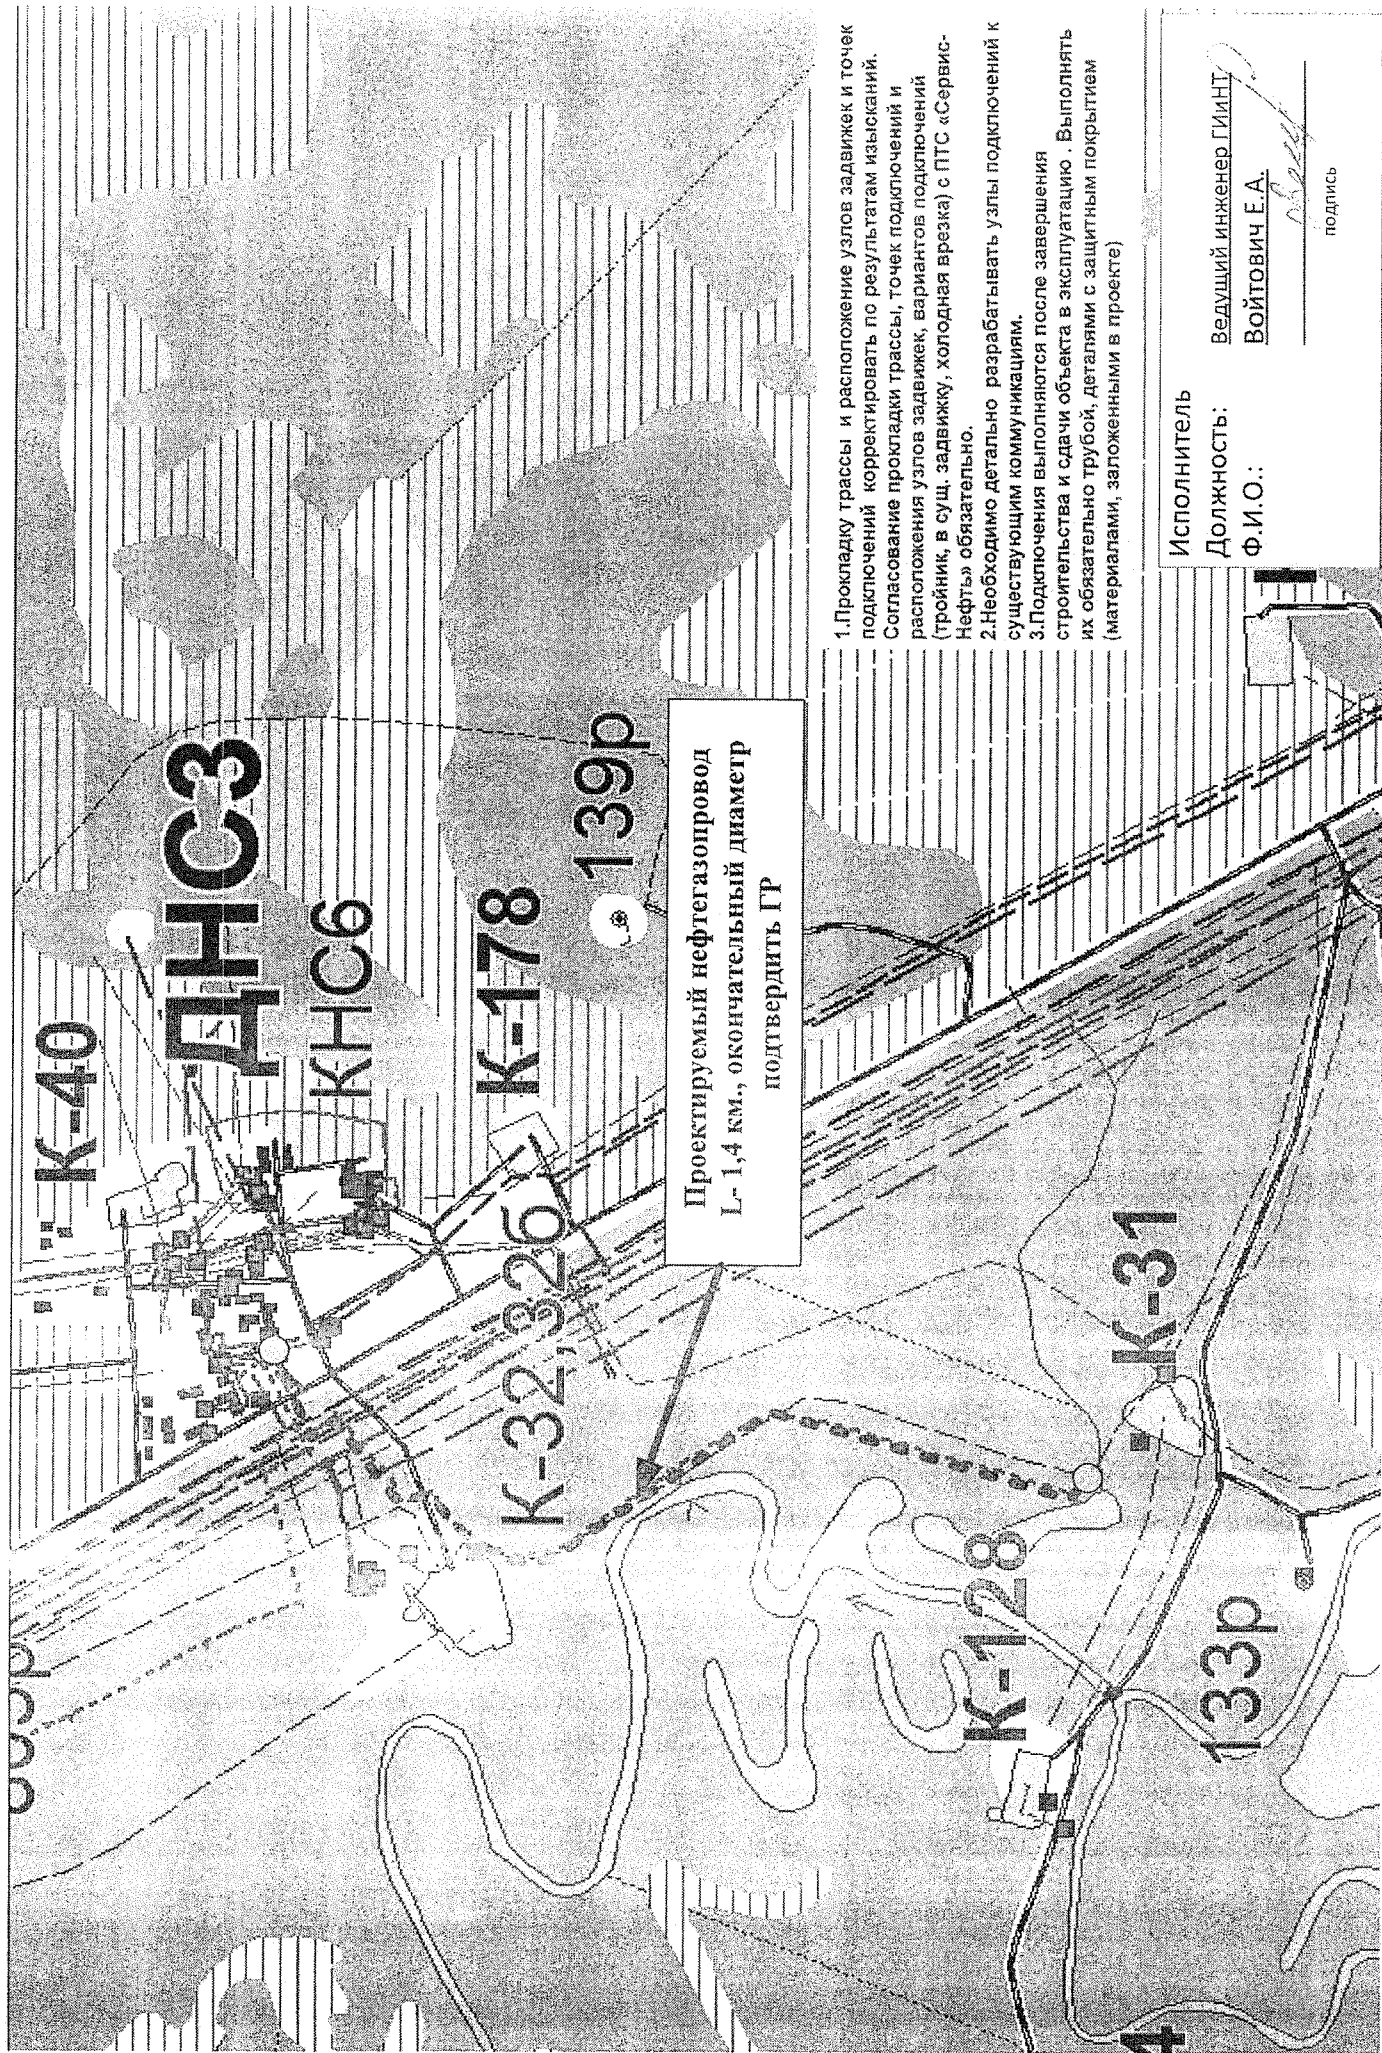 К-40
ДНС3
КНС6
К-178
139р
К-32,32б
Проектируемый нефтегазопровод
L- 1,4 км., окончательный диаметр
подтвердить ГР
К-31
К-128
133р
4
1.Прокладку трассы и расположение узлов задвижек и точек
подключений корректировать по результатам изысканий.
Согласование прокладки трассы, точек подключений и
расположения узлов задвижек, вариантов подключений
(тройник, в сущ. задвижку, холодная врезка) с ПТС «Сервис-
Нефть» обязательно.
2.Необходимо детально разрабатывать узлы подключений к
существующим коммуникациям.
3.Подключения выполняются после завершения
строительства и сдачи объекта в эксплуатацию . Выполнять
их обязательно трубой, деталями с защитным покрытием
(материалами, заложенными в проекте)
Исполнитель
Должность: Ведущий инженер ГИиНТ
Ф.И.О.: Войтович Е.А.
подпись